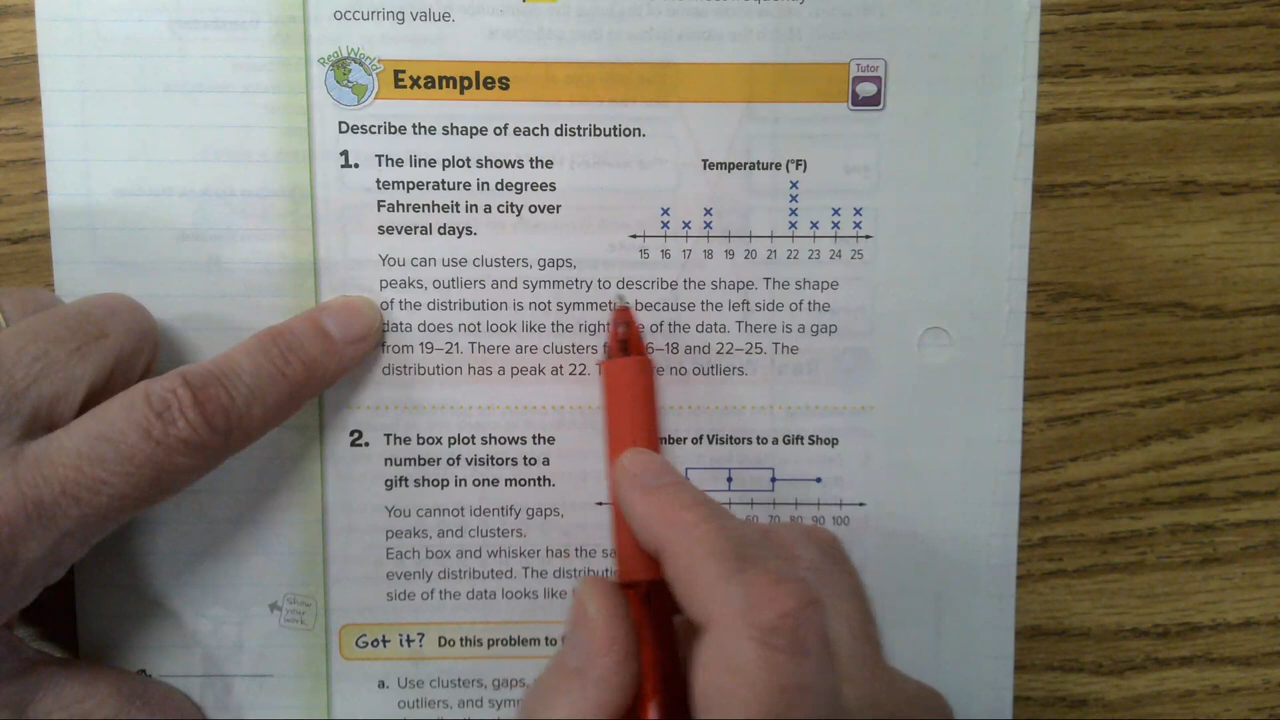 occurring value.
Real World
Examples
Tutor
Describe the shape of each distribution.
1. The line plot shows the
temperature in degrees
Fahrenheit in a city over
several days.
Temperature (°F)
15 16 17 18 19 20 21 22 23 24 25
You can use clusters, gaps,
peaks, outliers and symmetry to describe the shape. The shape
of the distribution is not symmetric because the left side of the
data does not look like the right of the data. There is a gap
from 19–21. There are clusters 6–18 and 22–25. The
distribution has a peak at 22. no outliers.
2. The box plot shows the
number of visitors to a
gift shop in one month.
of Visitors to a Gift Shop
60 70 80 90 100
You cannot identify gaps,
peaks, and clusters.
Each box and whisker has the
evenly distributed. The
side of the data looks like
show
your
work
Got it? Do this problem to
a. Use clusters, gaps,
outliers, and